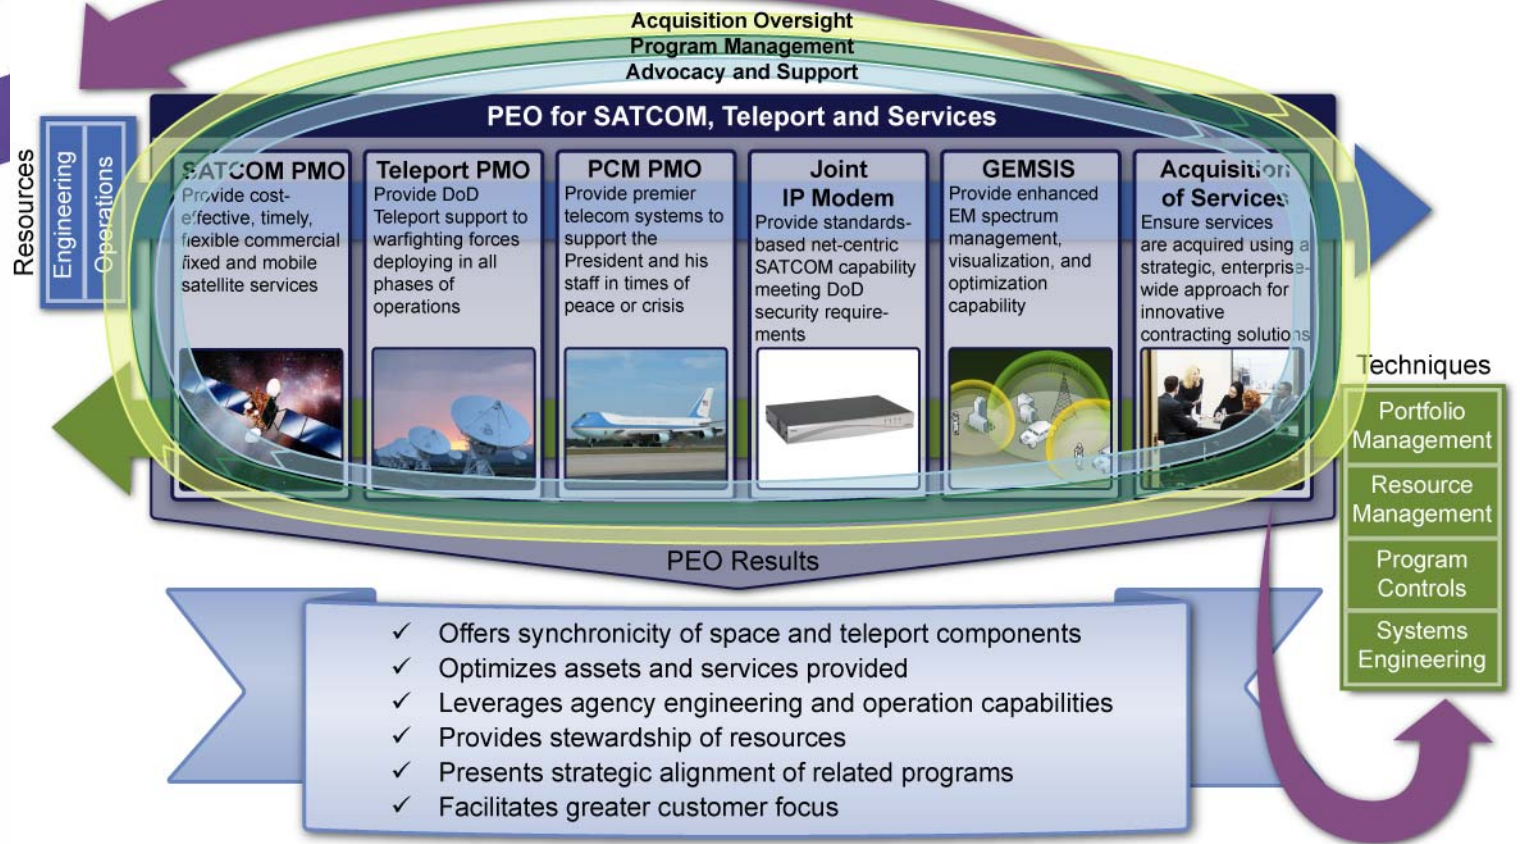 Acquisition Oversight
Program Management
Advocacy and Support
PEO for SATCOM, Teleport and Services
Resources
Engineering
Operations
SATCOM PMO
Provide cost-
effective, timely,
flexible commercial
fixed and mobile
satellite services
Teleport PMO
Provide DoD
Teleport support to
warfighting forces
deploying in all
phases of
operations
PCM PMO
Provide premier
telecom systems to
support the
President and his
staff in times of
peace or crisis
Joint
IP Modem
Provide standards-
based net-centric
SATCOM capability
meeting DoD
security require-
ments
GEMSIS
Provide enhanced
EM spectrum
management,
visualization, and
optimization
capability
Acquisition
of Services
Ensure services
are acquired using a
strategic, enterprise-
wide approach for
innovative
contracting solutions
Techniques
Portfolio
Management
Resource
Management
Program
Controls
Systems
Engineering
PEO Results
✓ Offers synchronicity of space and teleport components
✓ Optimizes assets and services provided
✓ Leverages agency engineering and operation capabilities
✓ Provides stewardship of resources
✓ Presents strategic alignment of related programs
✓ Facilitates greater customer focus